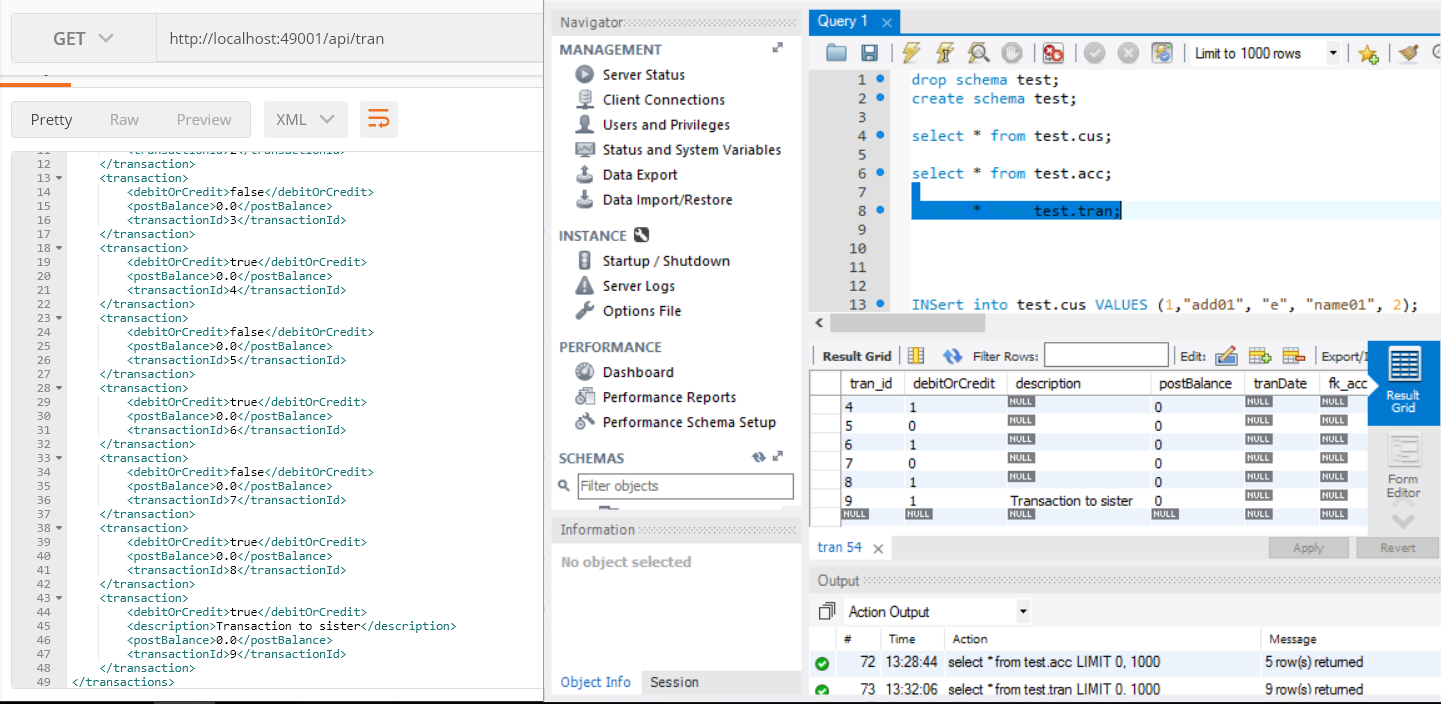 GET
http://localhost:49001/api/tran
Pretty
Raw
Preview
XML
11 <transactionId>2</transactionId>
12 </transaction>
13 <transaction>
14 <debitOrCredit>false</debitOrCredit>
15 <postBalance>0.0</postBalance>
16 <transactionId>3</transactionId>
17 </transaction>
18 <transaction>
19 <debitOrCredit>true</debitOrCredit>
20 <postBalance>0.0</postBalance>
21 <transactionId>4</transactionId>
22 </transaction>
23 <transaction>
24 <debitOrCredit>false</debitOrCredit>
25 <postBalance>0.0</postBalance>
26 <transactionId>5</transactionId>
27 </transaction>
28 <transaction>
29 <debitOrCredit>true</debitOrCredit>
30 <postBalance>0.0</postBalance>
31 <transactionId>6</transactionId>
32 </transaction>
33 <transaction>
34 <debitOrCredit>false</debitOrCredit>
35 <postBalance>0.0</postBalance>
36 <transactionId>7</transactionId>
37 </transaction>
38 <transaction>
39 <debitOrCredit>true</debitOrCredit>
40 <postBalance>0.0</postBalance>
41 <transactionId>8</transactionId>
42 </transaction>
43 <transaction>
44 <debitOrCredit>true</debitOrCredit>
45 <description>Transaction to sister</description>
46 <postBalance>0.0</postBalance>
47 <transactionId>9</transactionId>
48 </transaction>
49 </transactions>
Navigator
MANAGEMENT
Server Status
Client Connections
Users and Privileges
Status and System Variables
Data Export
Data Import/Restore
INSTANCE
Startup / Shutdown
Server Logs
Options File
PERFORMANCE
Dashboard
Performance Reports
Performance Schema Setup
SCHEMAS
Filter objects
Information
No object selected
Object Info
Session
Query 1
Limit to 1000 rows
1 drop schema test;
2 create schema test;
3
4 select * from test.cus;
5
6 select * from test.acc;
7
8 * test.tran;
9
10
11
12
13 INSert into test.cus VALUES (1,"add01", "e", "name01", 2);
Result Grid
Filter Rows:
Edit:
Export/I
tran_id debitOrCredit description postBalance tranDate fk_acc
4 1 NULL 0 NULL NULL
5 0 NULL 0 NULL NULL
6 1 NULL 0 NULL NULL
7 0 NULL 0 NULL NULL
8 1 NULL 0 NULL NULL
9 1 Transaction to sister 0 NULL NULL
NULL NULL NULL NULL NULL NULL
Result
Grid
Form
Editor
tran 54
Apply
Revert
Output
Action Output
# Time Action Message
72 13:28:44 select * from test.acc LIMIT 0, 1000 5 row(s) returned
73 13:32:06 select * from test.tran LIMIT 0, 1000 9 row(s) returned